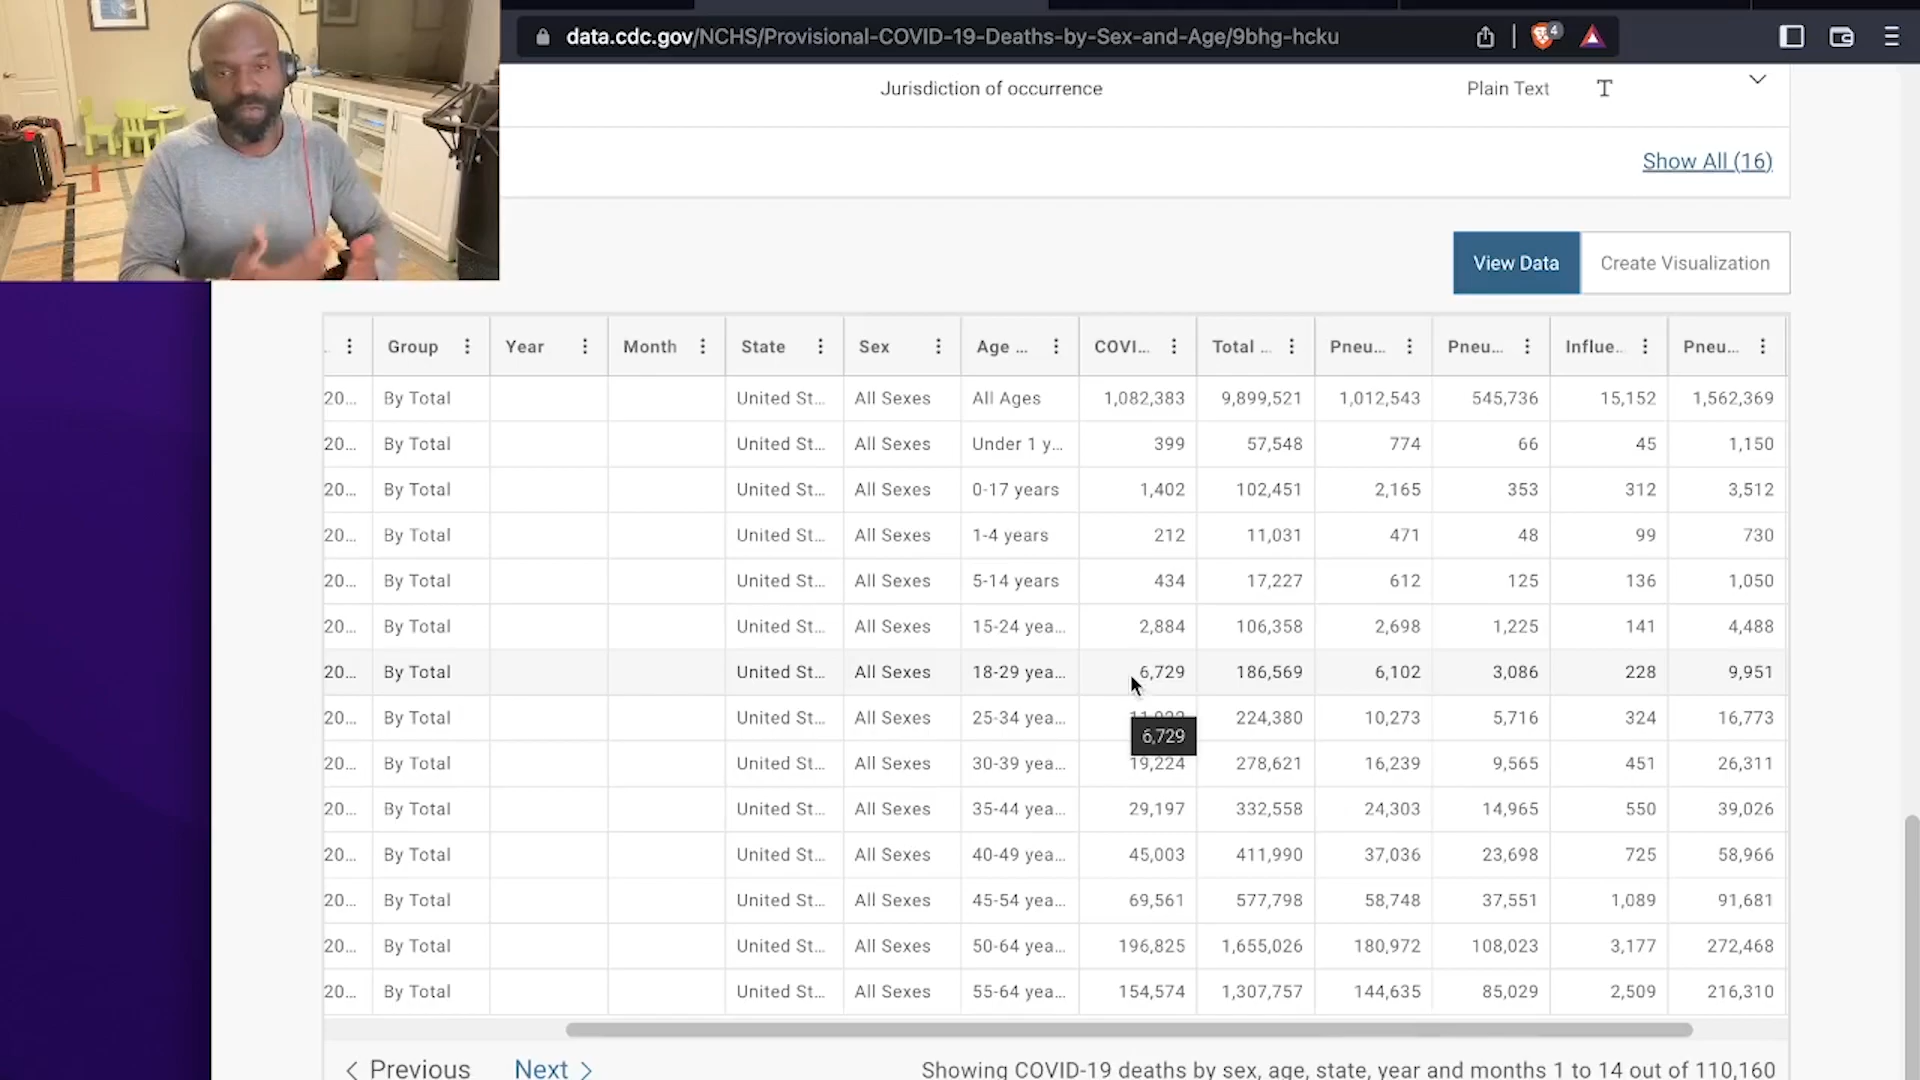 data.cdc.gov/NCHS/Provisional-COVID-19-Deaths-by-Sex-and-Age/9bhg-hcku
4
Jurisdiction of occurrence Plain Text T
Show All (16)
View Data Create Visualization
.. Group Year Month State Sex Age ... COVI... Total ... Pneu... Pneu... Influe... Pneu...
20... By Total United St... All Sexes All Ages 1,082,383 9,899,521 1,012,543 545,736 15,152 1,562,369
20... By Total United St... All Sexes Under 1 y... 399 57,548 774 66 45 1,150
20... By Total United St... All Sexes 0-17 years 1,402 102,451 2,165 353 312 3,512
20... By Total United St... All Sexes 1-4 years 212 11,031 471 48 99 730
20... By Total United St... All Sexes 5-14 years 434 17,227 612 125 136 1,050
20... By Total United St... All Sexes 15-24 yea... 2,884 106,358 2,698 1,225 141 4,488
20... By Total United St... All Sexes 18-29 yea... 6,729 186,569 6,102 3,086 228 9,951
20... By Total United St... All Sexes 25-34 yea... 224,380 10,273 5,716 324 16,773
6,729
20... By Total United St... All Sexes 30-39 yea... 19,224 278,621 16,239 9,565 451 26,311
20... By Total United St... All Sexes 35-44 yea... 29,197 332,558 24,303 14,965 550 39,026
20... By Total United St... All Sexes 40-49 yea... 45,003 411,990 37,036 23,698 725 58,966
20... By Total United St... All Sexes 45-54 yea... 69,561 577,798 58,748 37,551 1,089 91,681
20... By Total United St... All Sexes 50-64 yea... 196,825 1,655,026 180,972 108,023 3,177 272,468
20... By Total United St... All Sexes 55-64 yea... 154,574 1,307,757 144,635 85,029 2,509 216,310
< Previous Next > Showing COVID-19 deaths by sex, age, state, year and months 1 to 14 out of 110,160